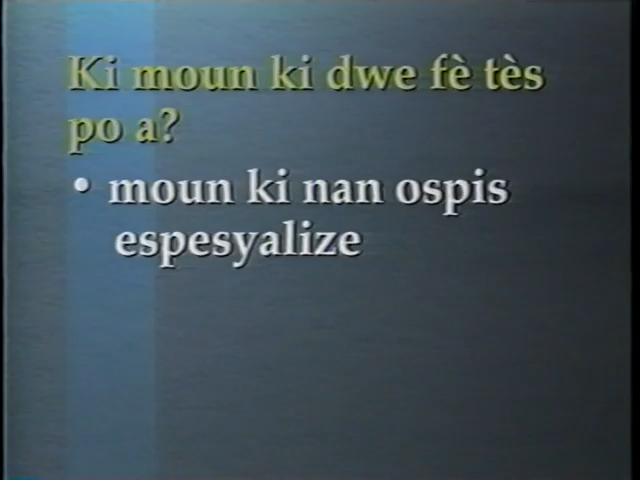 Ki moun ki dwe fè tès
po a?
• moun ki nan ospis
espesyalize